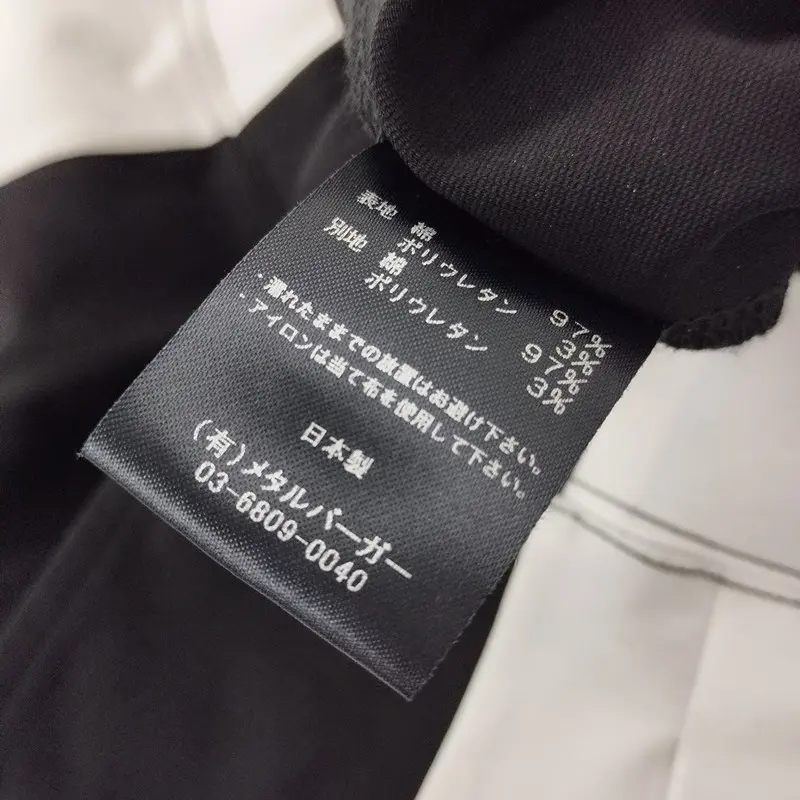 表地 綿 97%
ポリウレタン 3%
別地 綿 97%
ポリウレタン 3%
・濡れたままでの放置はお避け下さい。
・アイロンは当て布を使用して下さい。
日本製
(有)メタルバーガー
03-6809-0040